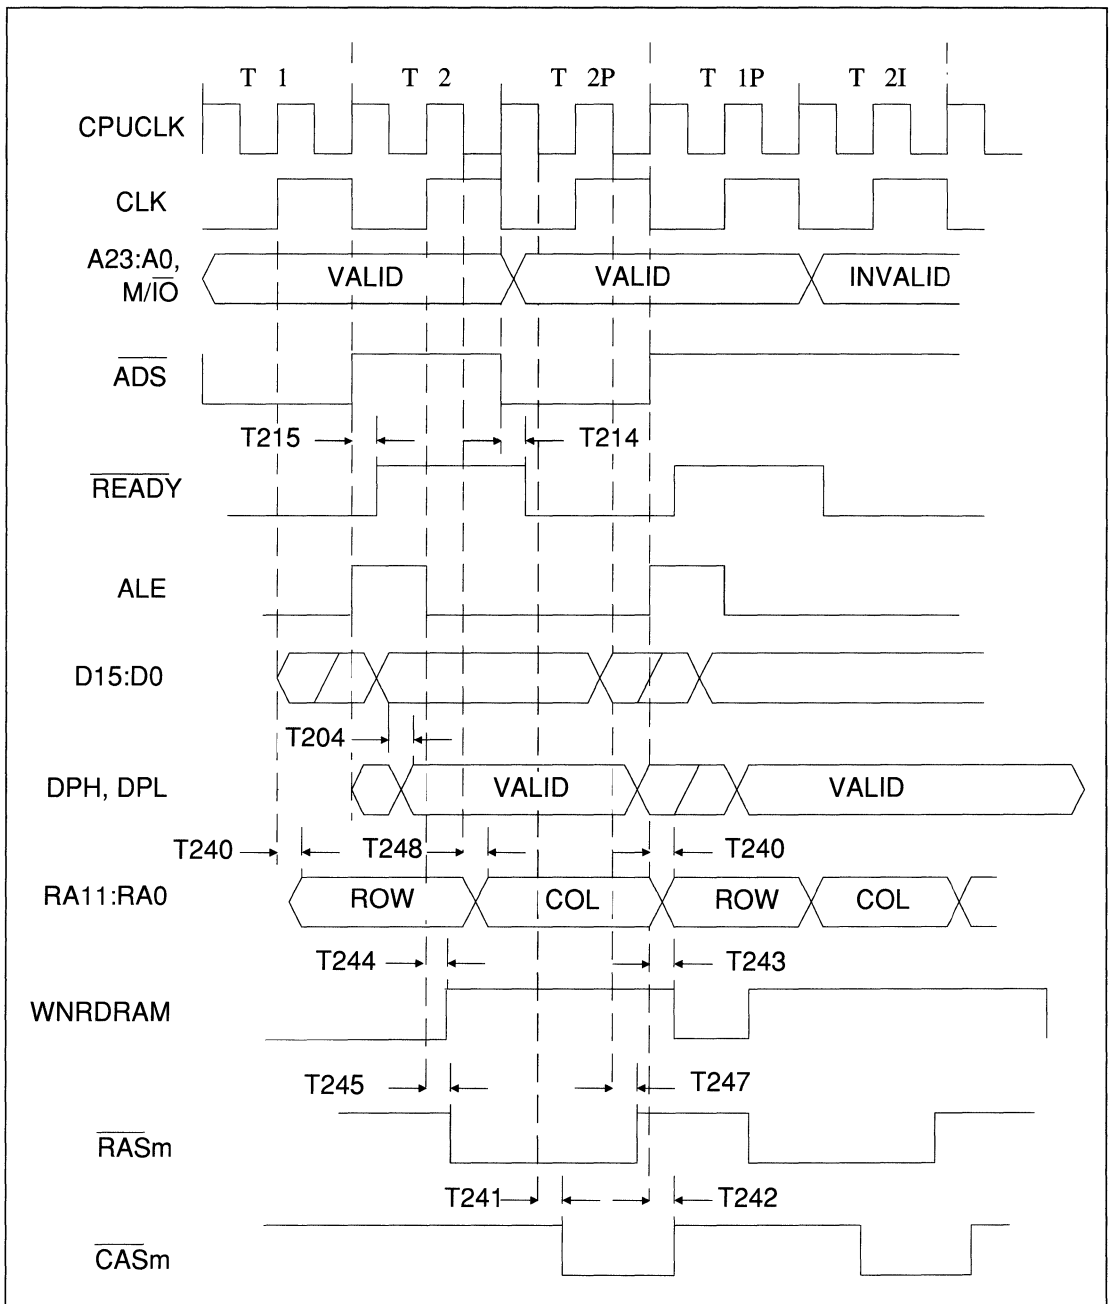 T 1 T 2 T 2P T 1P T 2I
CPUCLK
CLK
A23:A0,
M/IO
VALID VALID INVALID
ADS
T215 T214
READY
ALE
D15:D0
T204
DPH, DPL VALID VALID
T240 T248 T240
RA11:RA0 ROW COL ROW COL
T244 T243
WNRDRAM
T245 T247
RASm
T241 T242
CASm